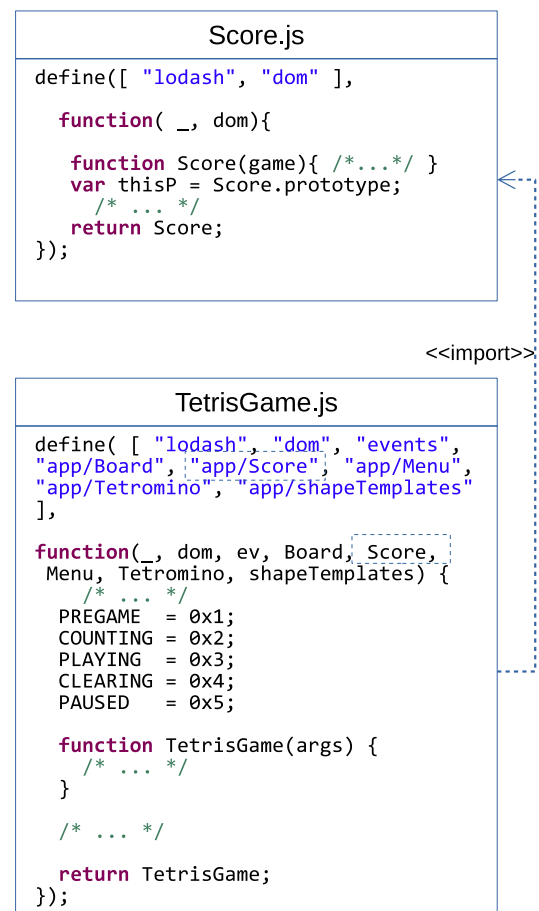 Score.js
define([ "lodash", "dom" ],
function( _, dom){
function Score(game){ /*...*/ }
var thisP = Score.prototype;
/* ... */
return Score;
});
<<import>>
TetrisGame.js
define( [ "lodash", "dom", "events",
"app/Board", "app/Score", "app/Menu",
"app/Tetromino", "app/shapeTemplates"
],
function(_, dom, ev, Board, Score,
Menu, Tetromino, shapeTemplates) {
/* ... */
PREGAME = 0x1;
COUNTING = 0x2;
PLAYING = 0x3;
CLEARING = 0x4;
PAUSED = 0x5;
function TetrisGame(args) {
/* ... */
}
/* ... */
return TetrisGame;
});